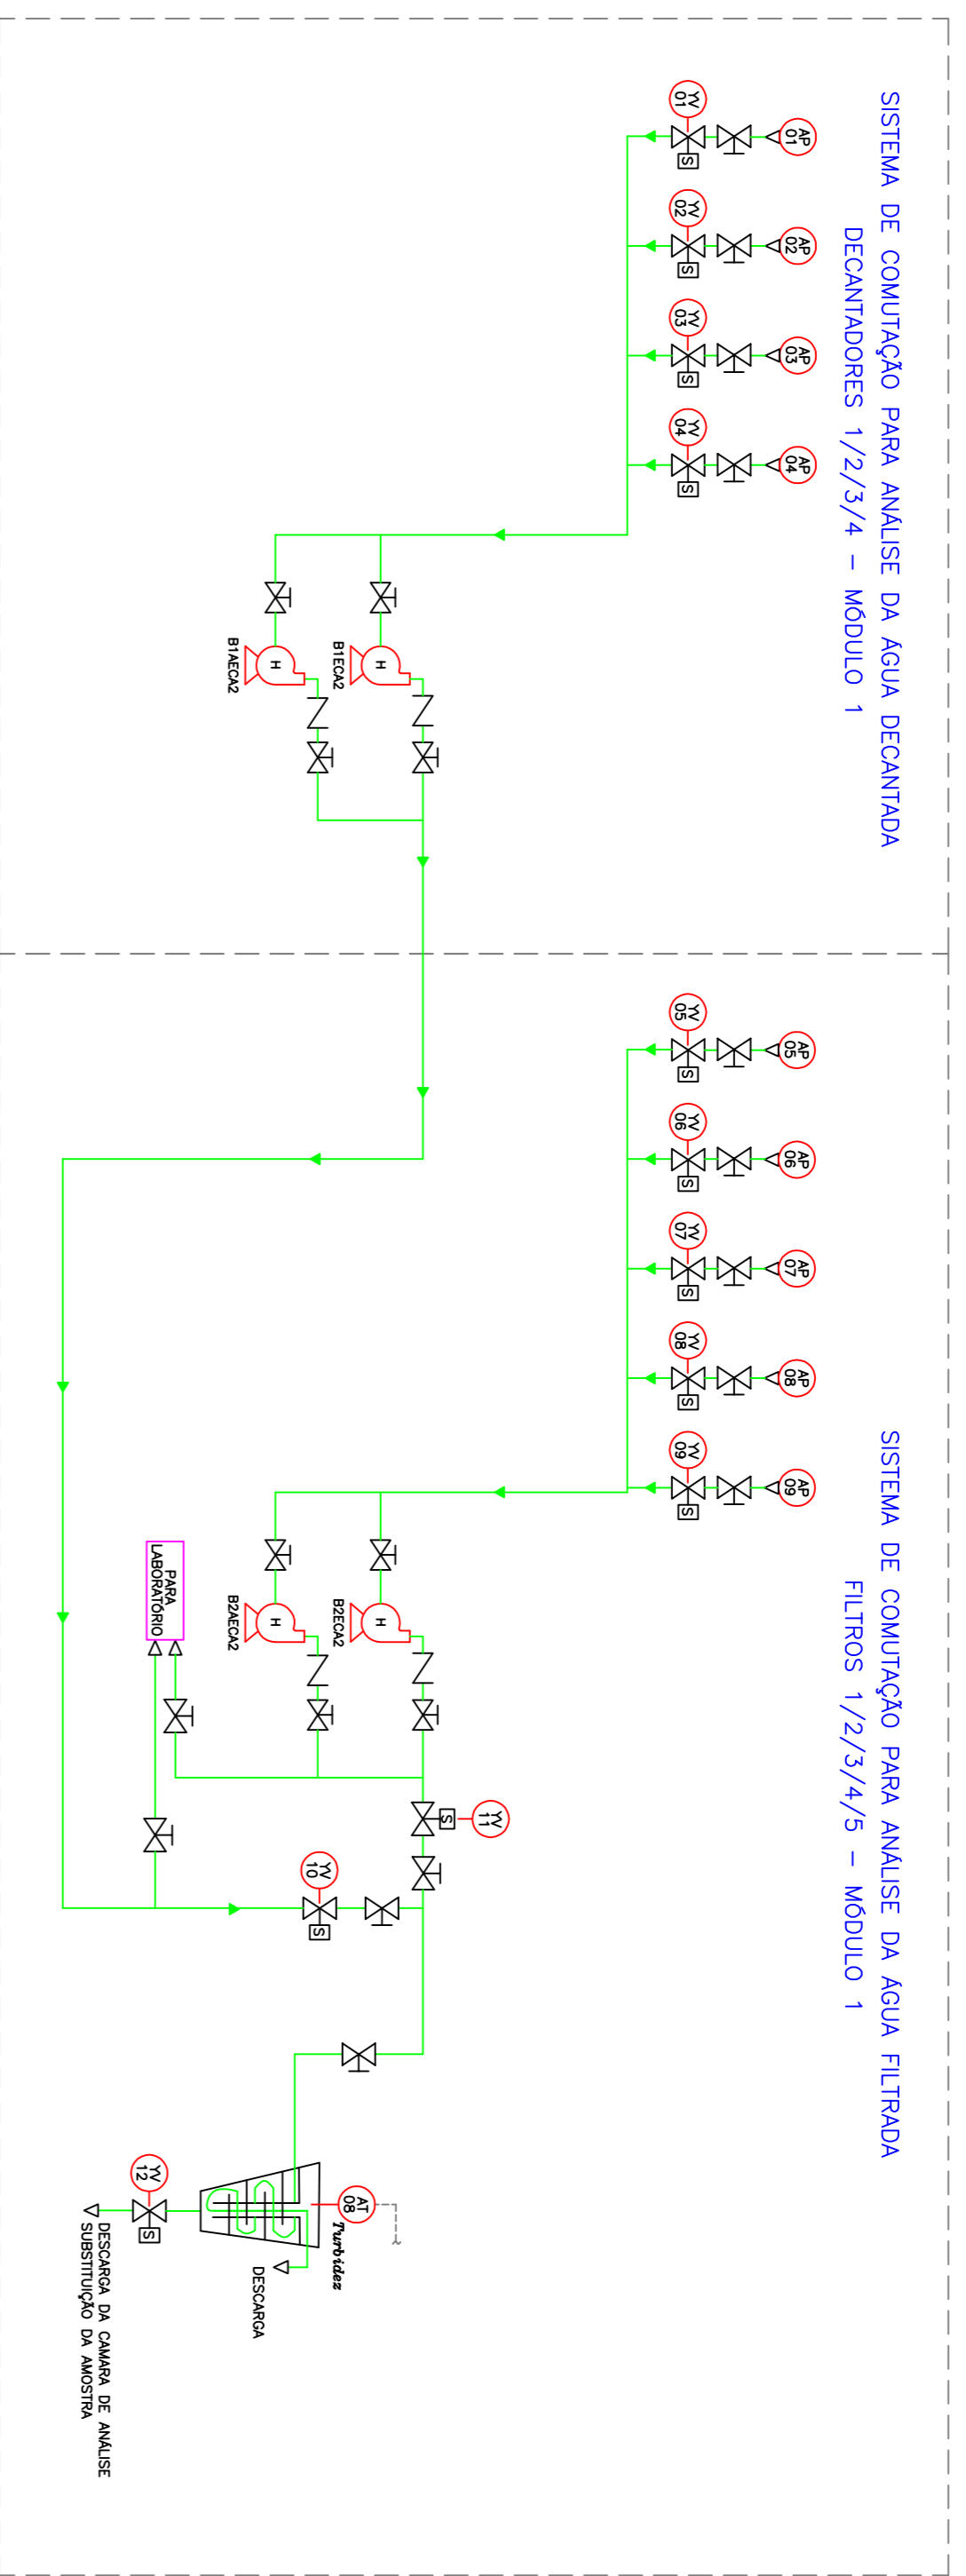 SISTEMA DE COMUTAÇÃO PARA ANÁLISE DA ÁGUA DECANTADA
DECANTADORES 1/2/3/4 – MÓDULO 1
AP
01
AP
02
AP
03
AP
04
YV
01
YV
02
YV
03
YV
04
S
S
S
S
H
B1ECA2
H
B1AECA2
SISTEMA DE COMUTAÇÃO PARA ANÁLISE DA ÁGUA FILTRADA
FILTROS 1/2/3/4/5 – MÓDULO 1
AP
05
AP
06
AP
07
AP
08
AP
09
YV
05
YV
06
YV
07
YV
08
YV
09
S
S
S
S
S
H
B2ECA2
H
B2AECA2
YV
11
S
YV
10
S
PARA
LABORATÓRIO
AT
08
Turbidez
DESCARGA
YV
12
S
DESCARGA DA CAMARA DE ANÁLISE
SUBSTITUIÇÃO DA AMOSTRA